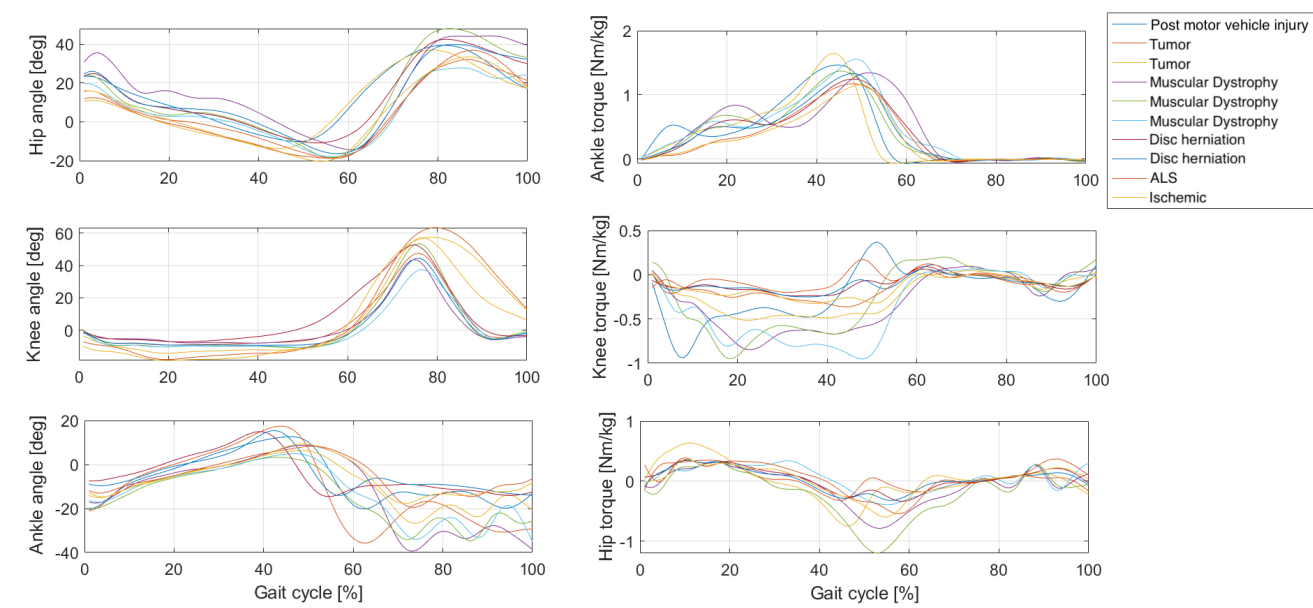 Hip angle [deg]
40
20
0
-20
0 20 40 60 80 100
Ankle torque [Nm/kg]
2
1
0
0 20 40 60 80 100
Post motor vehicle injury
Tumor
Tumor
Muscular Dystrophy
Muscular Dystrophy
Muscular Dystrophy
Disc herniation
Disc herniation
ALS
Ischemic
Knee angle [deg]
60
40
20
0
0 20 40 60 80 100
Knee torque [Nm/kg]
0.5
0
-0.5
-1
0 20 40 60 80 100
Ankle angle [deg]
20
0
-20
-40
0 20 40 60 80 100
Gait cycle [%]
Hip torque [Nm/kg]
1
0
-1
0 20 40 60 80 100
Gait cycle [%]